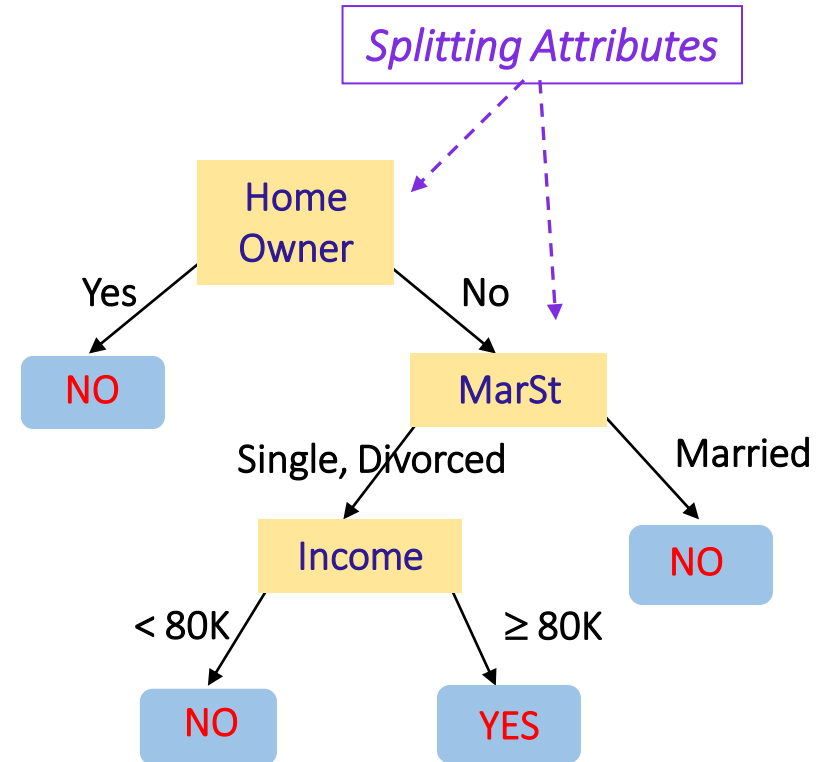 Splitting Attributes
Home
Owner
Yes
No
NO
MarSt
Single, Divorced
Married
Income
NO
< 80K
≥ 80K
NO
YES